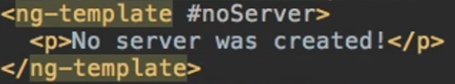 <ng-template #noServer>
<p>No server was created!</p>
</ng-template>